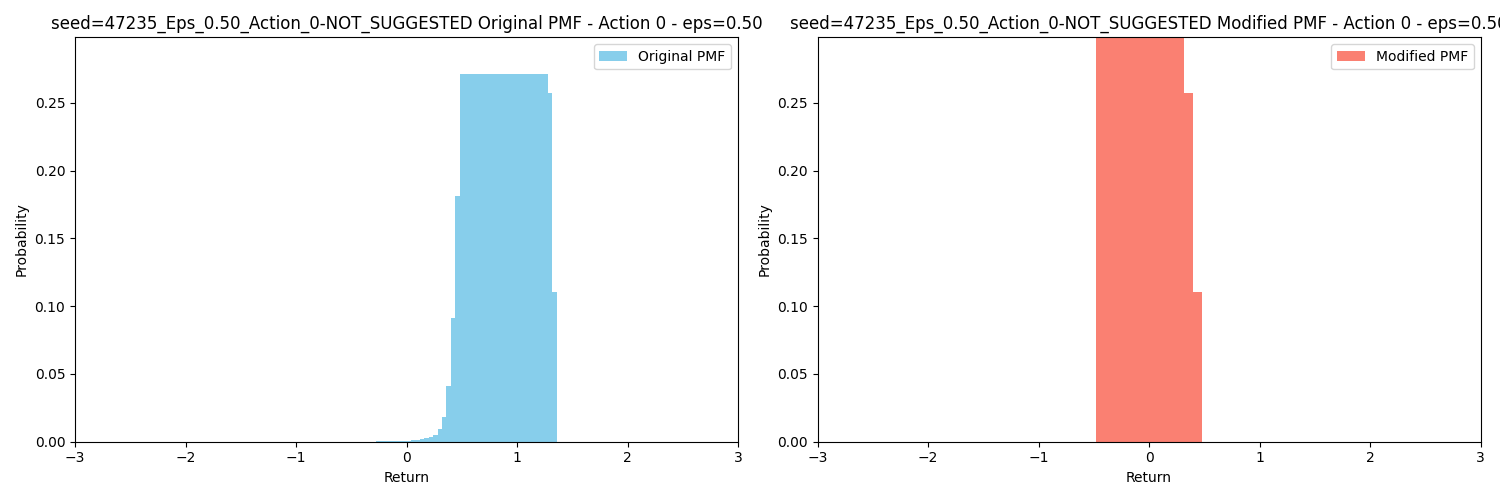 seed=47235_Eps_0.50_Action_0-NOT_SUGGESTED Original PMF - Action 0 - eps=0.50
Original PMF
Probability
0.25
0.20
0.15
0.10
0.05
0.00
−3 −2 −1 0 1 2 3
Return
seed=47235_Eps_0.50_Action_0-NOT_SUGGESTED Modified PMF - Action 0 - eps=0.50
Modified PMF
Probability
0.25
0.20
0.15
0.10
0.05
0.00
−3 −2 −1 0 1 2 3
Return